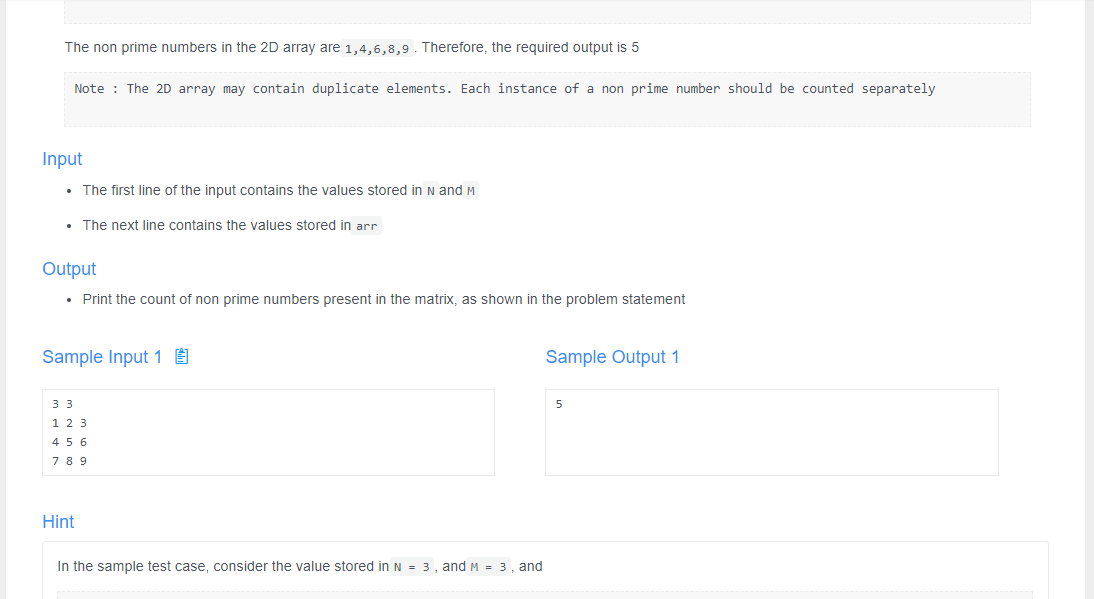 The non prime numbers in the 2D array are 1,4,6,8,9 . Therefore, the required output is 5
Note : The 2D array may contain duplicate elements. Each instance of a non prime number should be counted separately
Input
• The first line of the input contains the values stored in N and M
• The next line contains the values stored in arr
Output
• Print the count of non prime numbers present in the matrix, as shown in the problem statement
Sample Input 1
3 3
1 2 3
4 5 6
7 8 9
Sample Output 1
5
Hint
In the sample test case, consider the value stored in N = 3 , and M = 3 , and